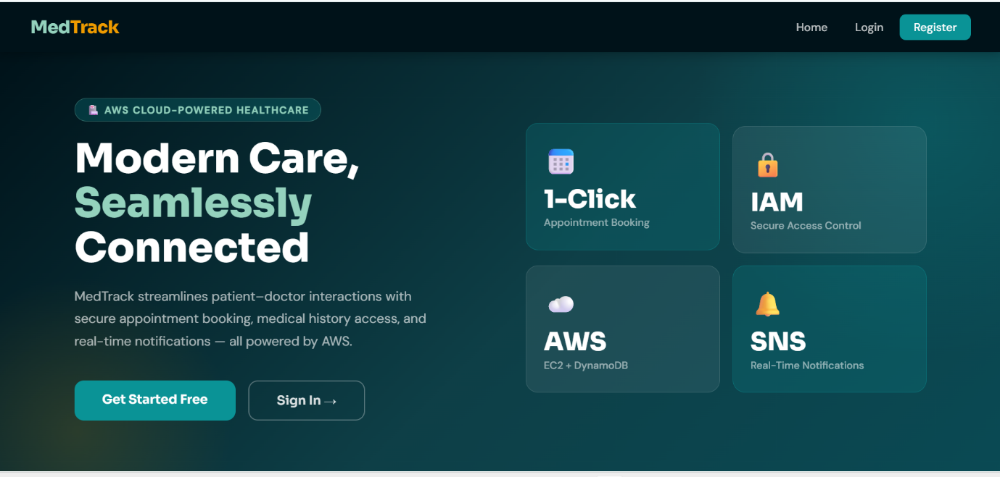 MedTrack
Home
Login
Register
AWS CLOUD-POWERED HEALTHCARE
Modern Care,
Seamlessly
Connected
MedTrack streamlines patient–doctor interactions with
secure appointment booking, medical history access, and
real-time notifications — all powered by AWS.
Get Started Free
Sign In →
1-Click
Appointment Booking
IAM
Secure Access Control
AWS
EC2 + DynamoDB
SNS
Real-Time Notifications